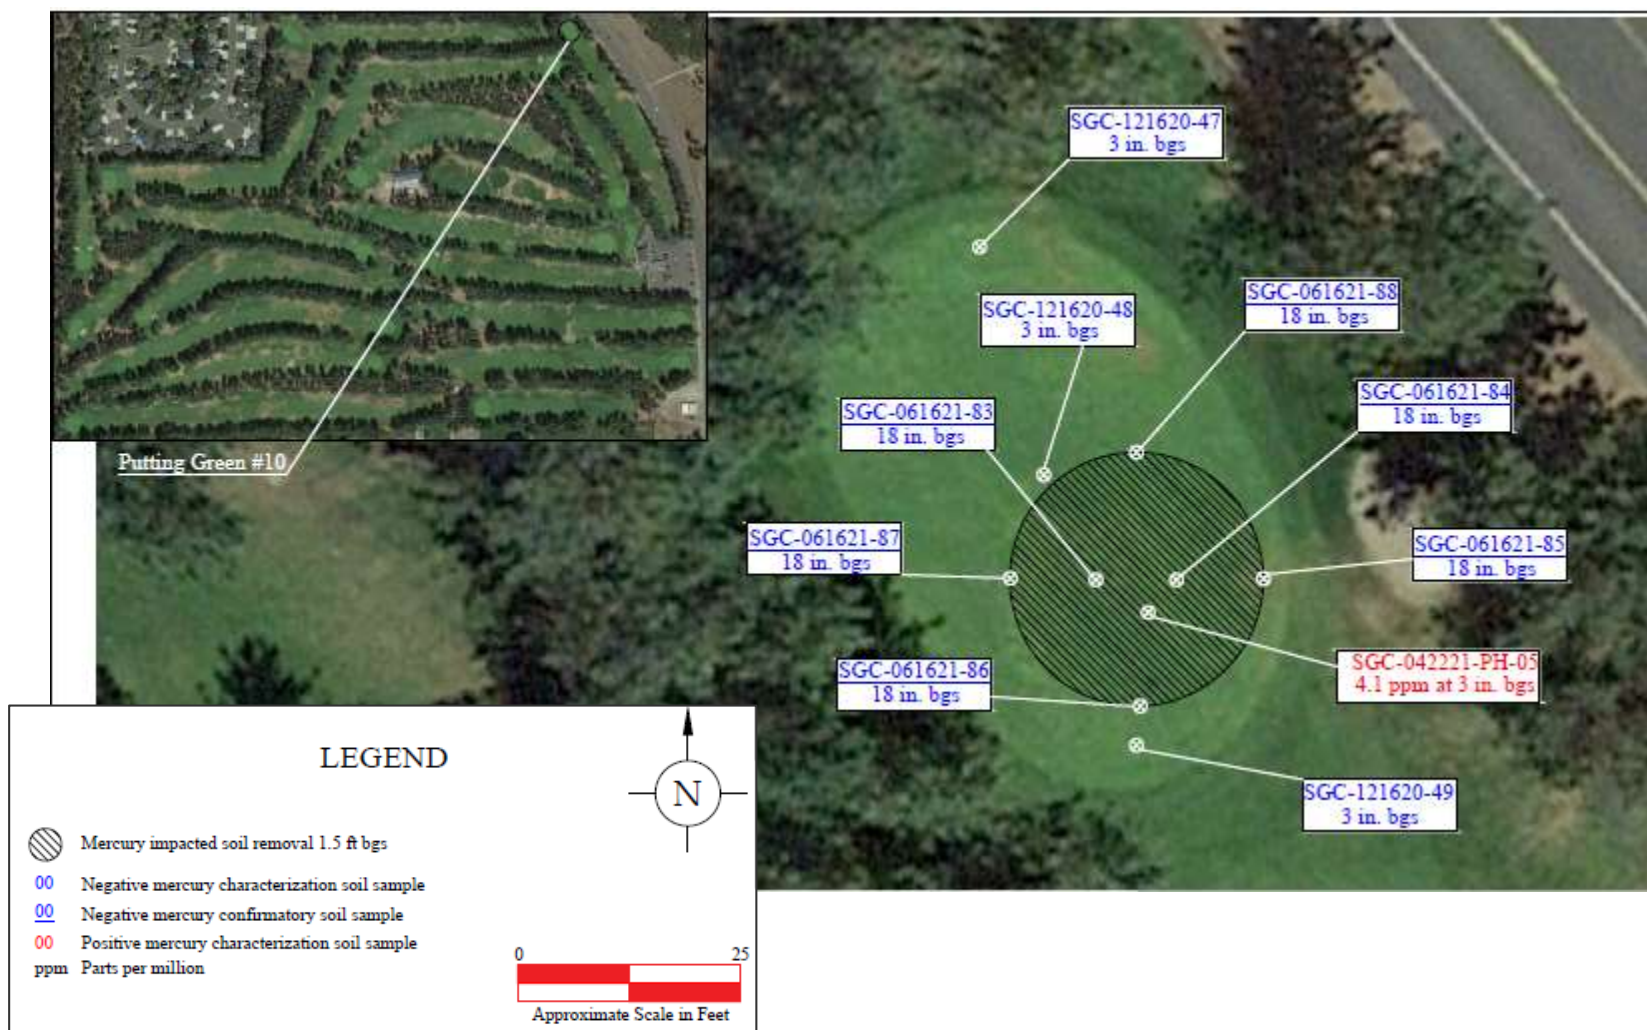 SGC-121620-47
3 in. bgs
SGC-061621-88
18 in. bgs
SGC-121620-48
3 in. bgs
SGC-061621-84
18 in. bgs
SGC-061621-83
18 in. bgs
Putting Green #10
SGC-061621-87
18 in. bgs
SGC-061621-85
18 in. bgs
SGC-042221-PH-05
4.1 ppm at 3 in. bgs
SGC-061621-86
18 in. bgs
SGC-121620-49
3 in. bgs
LEGEND
N
Mercury impacted soil removal 1.5 ft bgs
00 Negative mercury characterization soil sample
00 Negative mercury confirmatory soil sample
00 Positive mercury characterization soil sample
ppm Parts per million
0 25
Approximate Scale in Feet